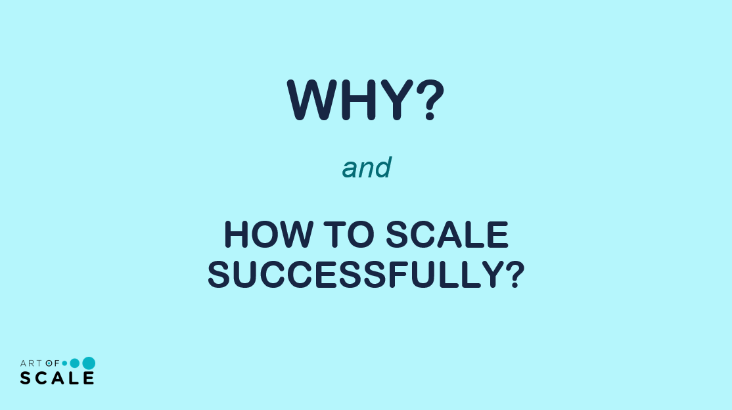 WHY?
and
HOW TO SCALE
SUCCESSFULLY?
ART OF
SCALE